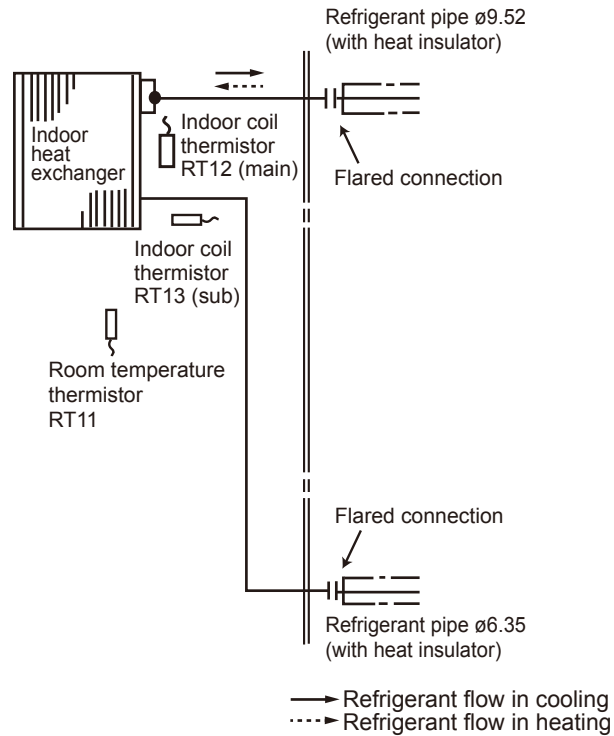 Refrigerant pipe ø9.52
(with heat insulator)
Indoor
heat
exchanger
Indoor coil
thermistor
RT12 (main)
Flared connection
Indoor coil
thermistor
RT13 (sub)
Room temperature
thermistor
RT11
Flared connection
Refrigerant pipe ø6.35
(with heat insulator)
Refrigerant flow in cooling
Refrigerant flow in heating